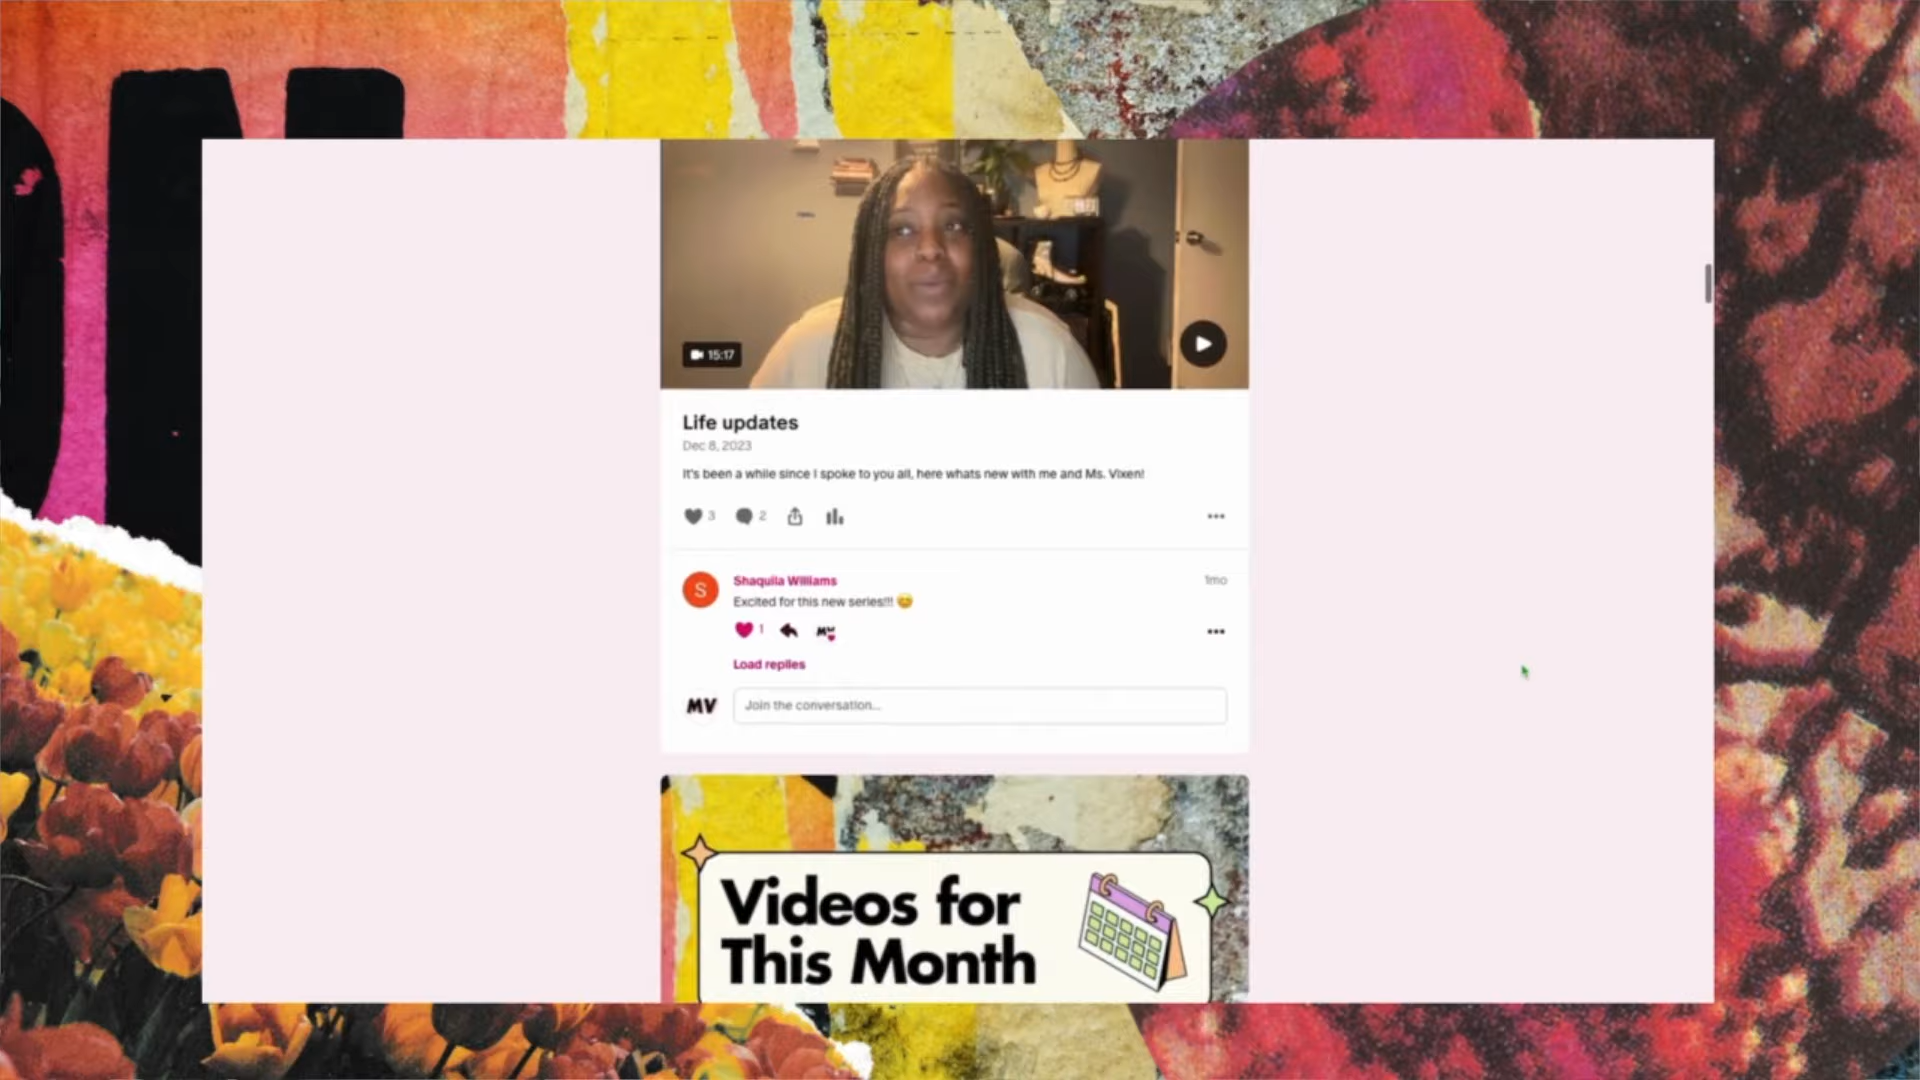 15:17
Life updates
Dec 8, 2023
It's been a while since I spoke to you all, here whats new with me and Ms. Vixen!
3
2
Shaquila Williams
1mo
Excited for this new series!!! 😊
1
MV
Load replies
MV
Join the conversation...
Videos for
This Month